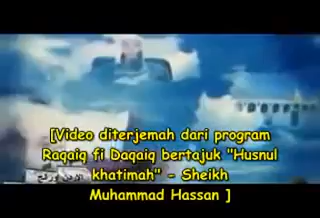 [Video diterjemah dari program
Raqaiq fi Daqaiq bertajuk "Husnul
khatimah" - Sheikh
Muhammad Hassan ]